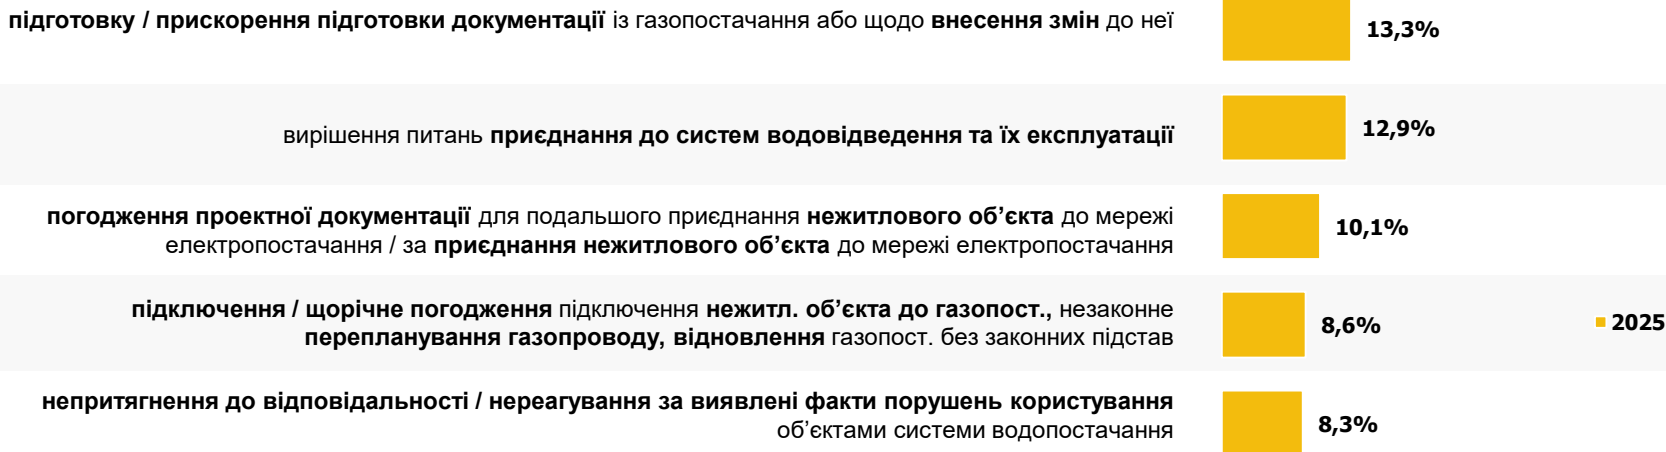 підготовку / прискорення підготовки документації із газопостачання або щодо внесення змін до неї
13,3%
вирішення питань приєднання до систем водовідведення та їх експлуатації
12,9%
погодження проектної документації для подальшого приєднання нежитлового об’єкта до мережі
електропостачання / за приєднання нежитлового об’єкта до мережі електропостачання
10,1%
підключення / щорічне погодження підключення нежитл. об’єкта до газопост., незаконне
перепланування газопроводу, відновлення газопост. без законних підстав
8,6%
2025
непритягнення до відповідальності / нереагування за виявлені факти порушень користування
об’єктами системи водопостачання
8,3%